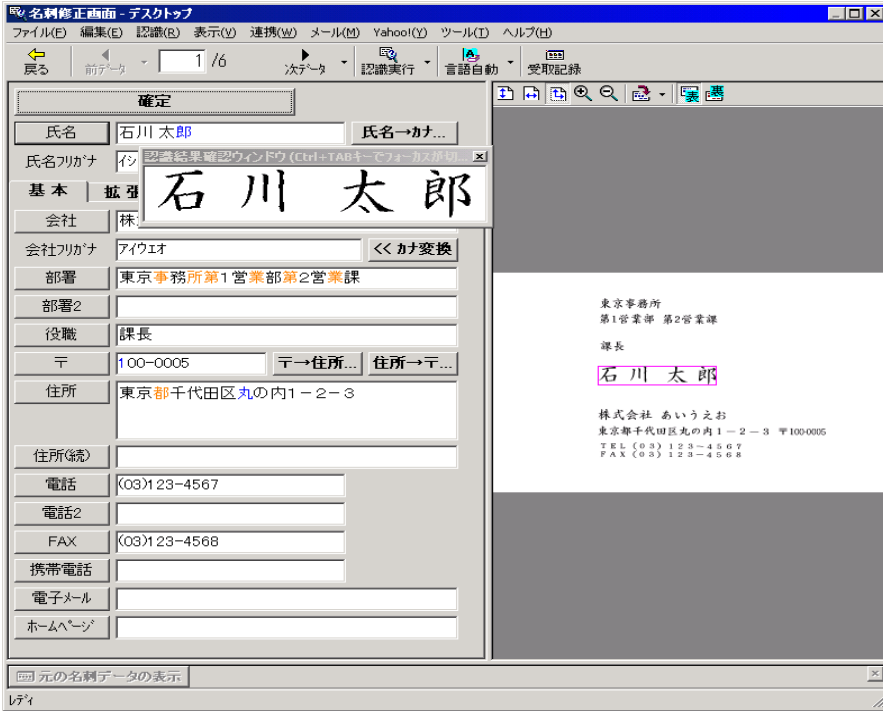 名刺修正画面 - デスクトップ
ファイル(F) 編集(E) 認識(R) 表示(V) 連携(W) メール(M) Yahoo!(Y) ツール(T) ヘルプ(H)
戻る 前データ 1 /6 次データ 認識実行 言語自動 受取記録
確定
氏名 石川 太郎 氏名→カナ...
氏名フリガナ イシ
認識結果確認ウィンドウ (Ctrl+TABキーでフォーカスが切...
石 川 太 郎
基本 拡張
会社 株
会社フリガナ アイウエオ << カナ変換
部署 東京事務所第1営業部第2営業課
部署2
役職 課長
〒 100-0005 〒→住所... 住所→〒...
住所 東京都千代田区丸の内1-2-3
住所(続)
電話 (03)123-4567
電話2
FAX (03)123-4568
携帯電話
電子メール
ホームページ
表 裏
東京事務所
第1営業部 第2営業課
課長
石 川 太 郎
株式会社 あいうえお
東京都千代田区丸の内1-2-3 〒100-0005
TEL (03) 123-4567
FAX (03) 123-4568
元の名刺データの表示
レディ